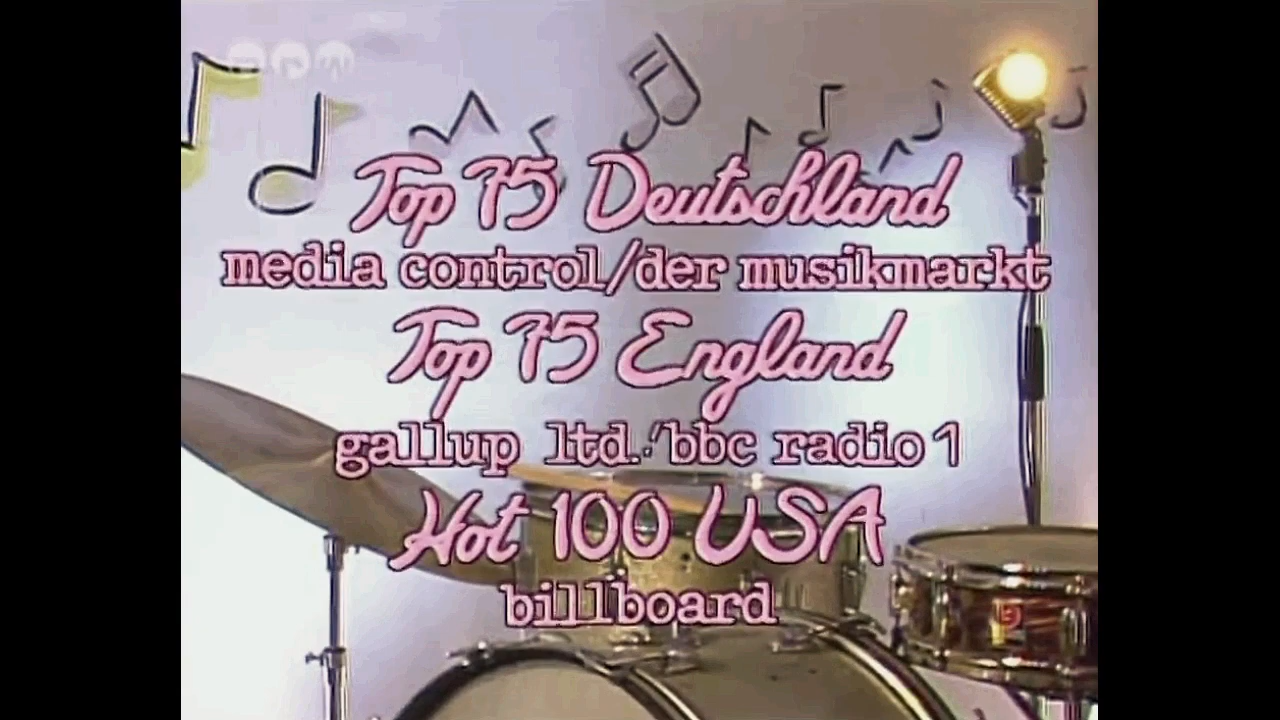 Top 75 Deutschland
media control/der musikmarkt
Top 75 England
gallup ltd./bbc radio 1
Hot 100 USA
billboard